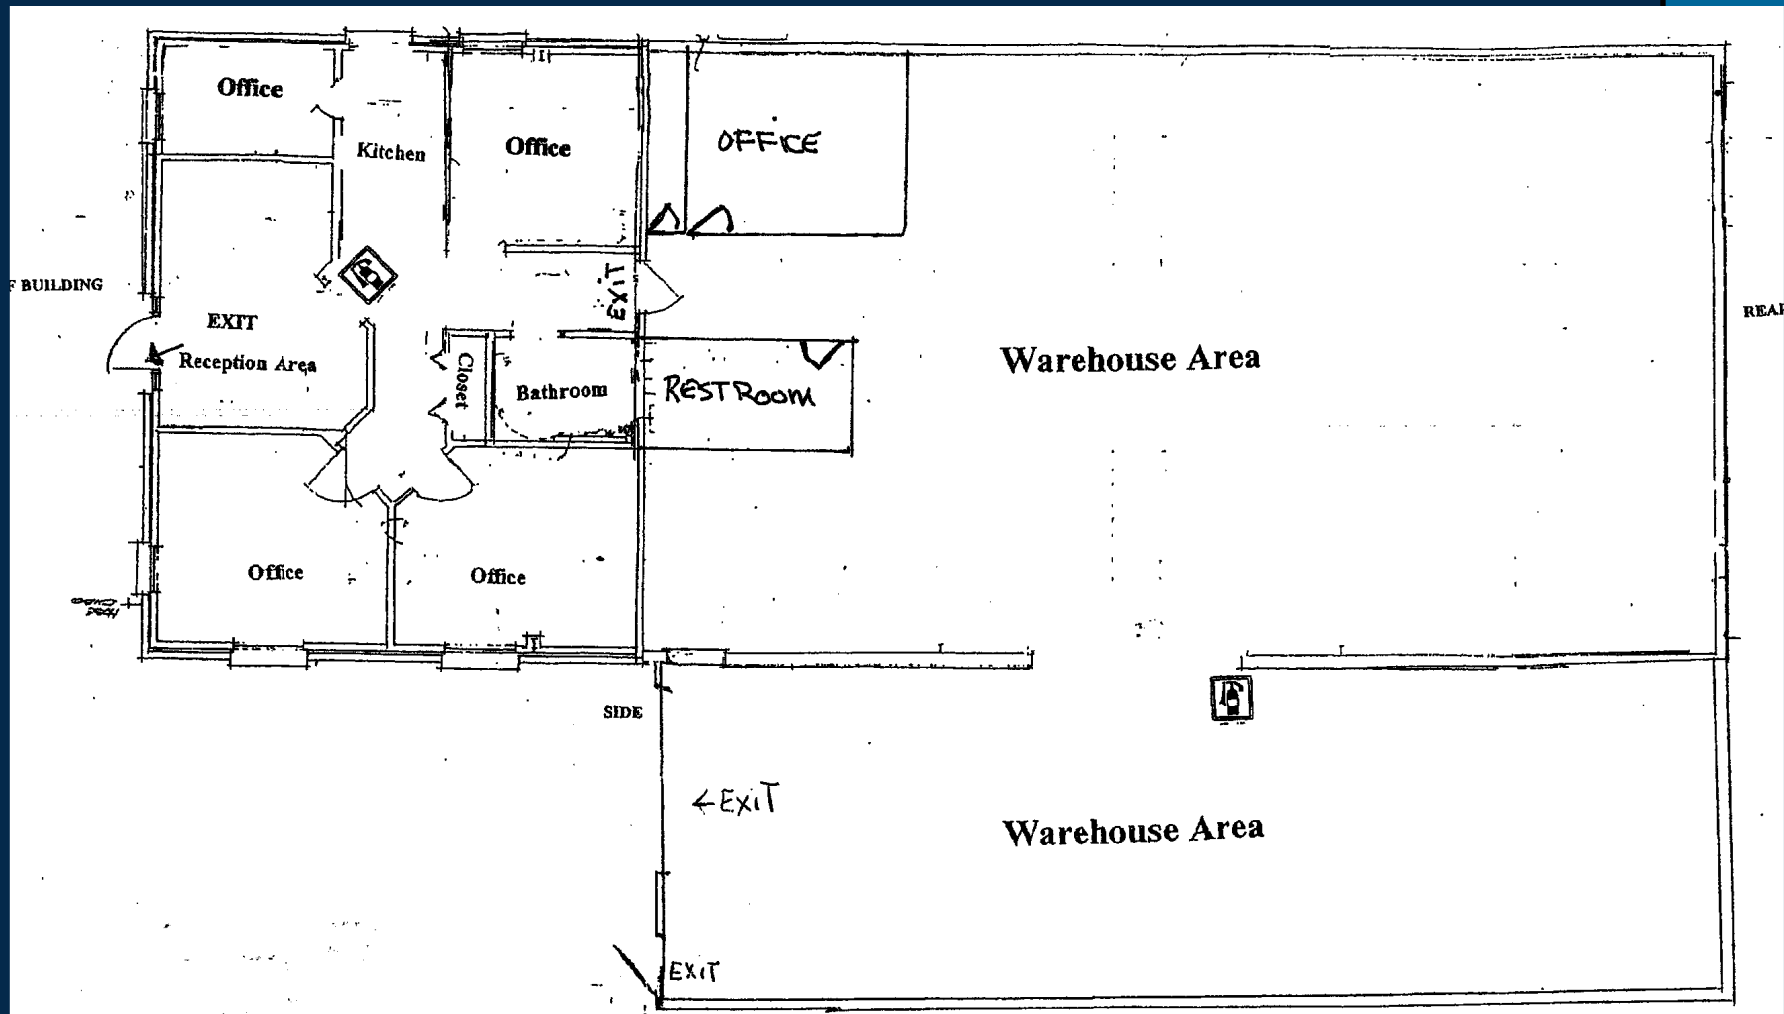 Office
Kitchen
Office
OFFICE
F BUILDING
EXIT
EXIT
Reception Area
Closet
Bathroom
RESTROOM
Warehouse Area
REAR
Office
Office
HOSE
SIDE
←EXIT
Warehouse Area
EXIT